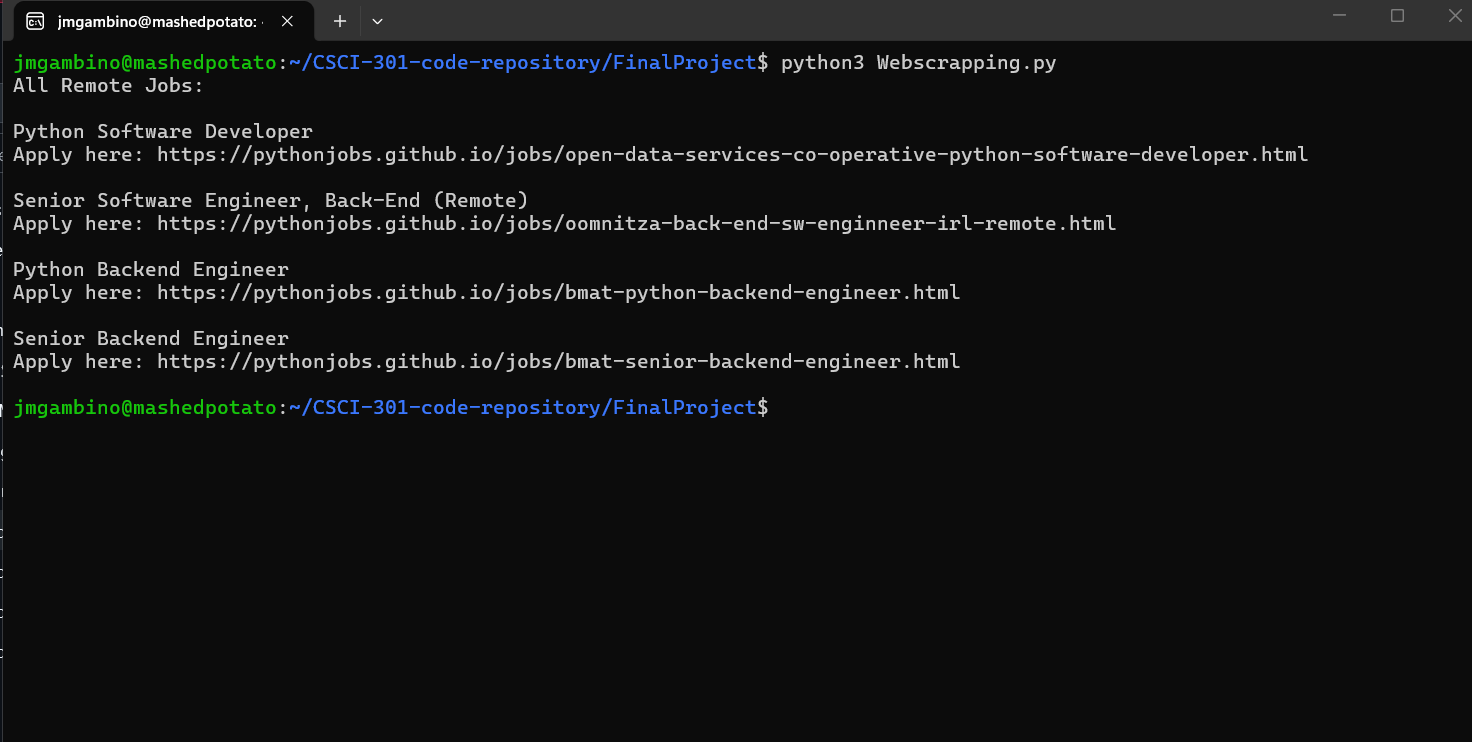 jmgambino@mashedpotato: 
jmgambino@mashedpotato:~/CSCI-301-code-repository/FinalProject$ python3 Webscrapping.py
All Remote Jobs:
Python Software Developer
Apply here: https://pythonjobs.github.io/jobs/open-data-services-co-operative-python-software-developer.html
Senior Software Engineer, Back-End (Remote)
Apply here: https://pythonjobs.github.io/jobs/oomnitza-back-end-sw-enginneer-irl-remote.html
Python Backend Engineer
Apply here: https://pythonjobs.github.io/jobs/bmat-python-backend-engineer.html
Senior Backend Engineer
Apply here: https://pythonjobs.github.io/jobs/bmat-senior-backend-engineer.html
jmgambino@mashedpotato:~/CSCI-301-code-repository/FinalProject$